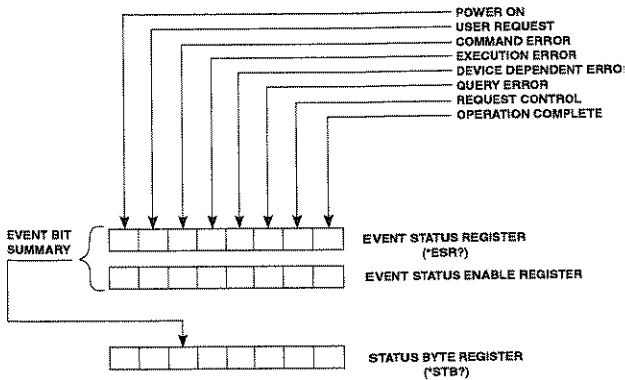 POWER ON
USER REQUEST
COMMAND ERROR
EXECUTION ERROR
DEVICE DEPENDENT ERRO
QUERY ERROR
REQUEST CONTROL
OPERATION COMPLETE
EVENT BIT
SUMMARY
EVENT STATUS REGISTER
(*ESR?)
EVENT STATUS ENABLE REGISTER
STATUS BYTE REGISTER
(*STB?)